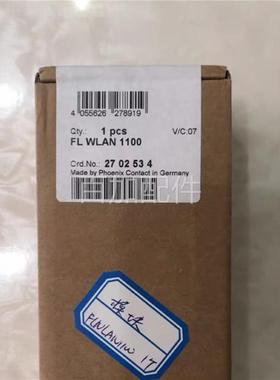 4 055626 278919
Qty.: 1 pcs V/C.07
FL WLAN 1100
Ord.No.: 27 02 53 4
Made by Phoenix Contact in Germany
17